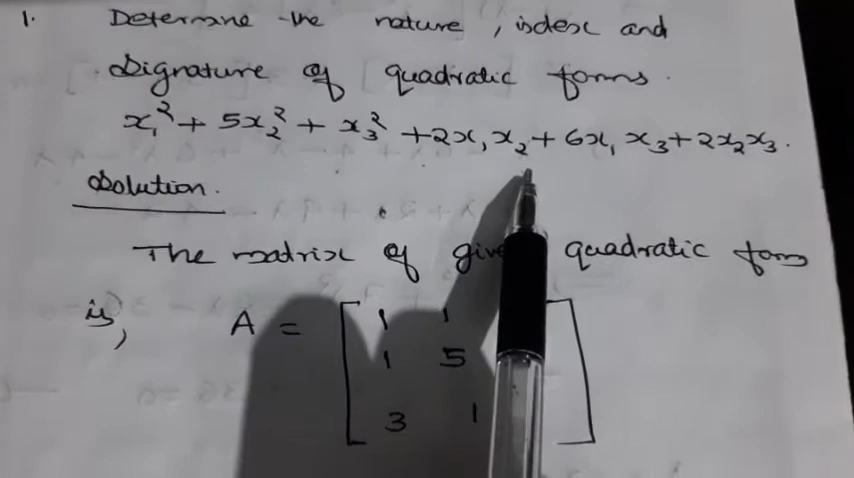 1. Determine the nature, index and
Signature of quadratic forms.
x₁² + 5x₂² + x₃² + 2x₁x₂ + 6x₁x₃ + 2x₂x₃.
Solution.
The matrix of quadratic form
is, A = [ 1 1
1 5
3 1 ]